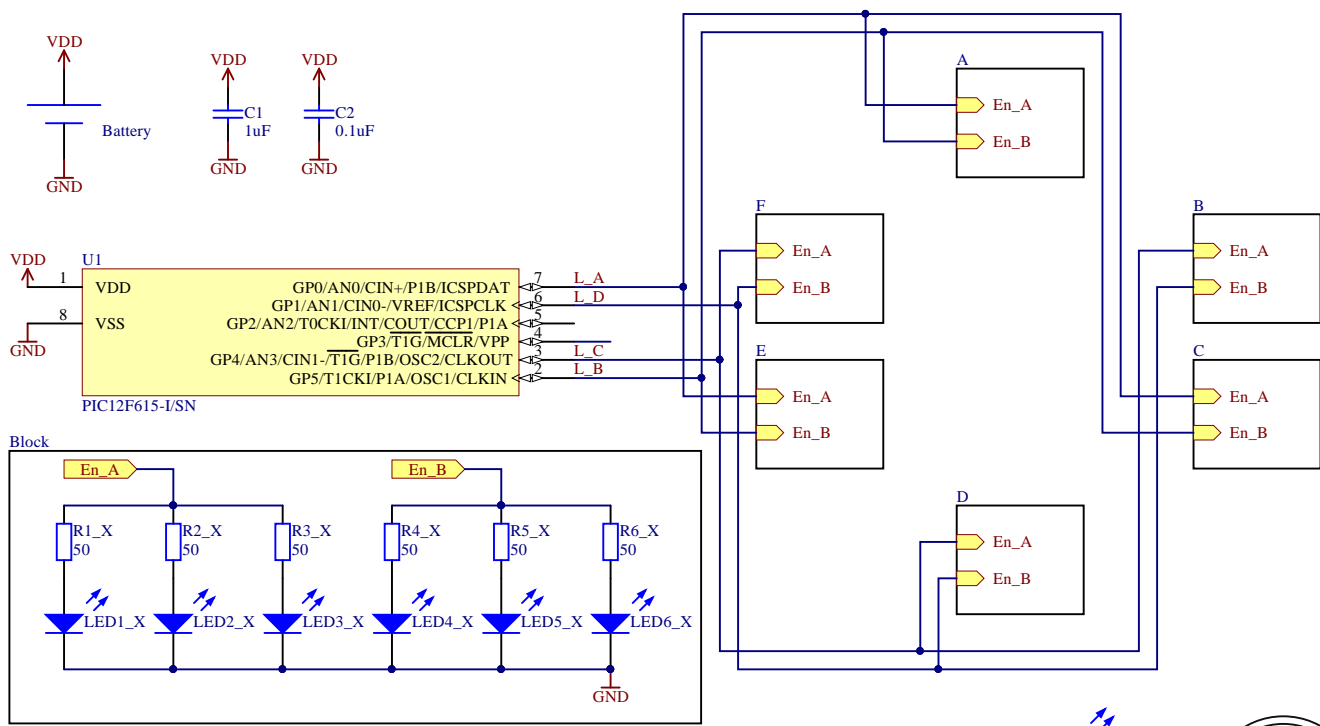 VDD
Battery
GND
VDD
C1
1uF
GND
VDD
C2
0.1uF
GND
A
En_A
En_B
F
En_A
En_B
B
En_A
En_B
VDD
GND
U1
1
VDD
8
VSS
GP0/AN0/CIN+/P1B/ICSPDAT
7
L_A
GP1/AN1/CIN0-/VREF/ICSPCLK
6
L_D
GP2/AN2/T0CKI/INT/COUT/CCP1/P1A
5
GP3/T1G/MCLR/VPP
4
GP4/AN3/CIN1-/T1G/P1B/OSC2/CLKOUT
3
L_C
GP5/T1CKI/P1A/OSC1/CLKIN
2
L_B
PIC12F615-I/SN
E
En_A
En_B
C
En_A
En_B
D
En_A
En_B
Block
En_A
En_B
R1_X
50
R2_X
50
R3_X
50
R4_X
50
R5_X
50
R6_X
50
LED1_X
LED2_X
LED3_X
LED4_X
LED5_X
LED6_X
GND